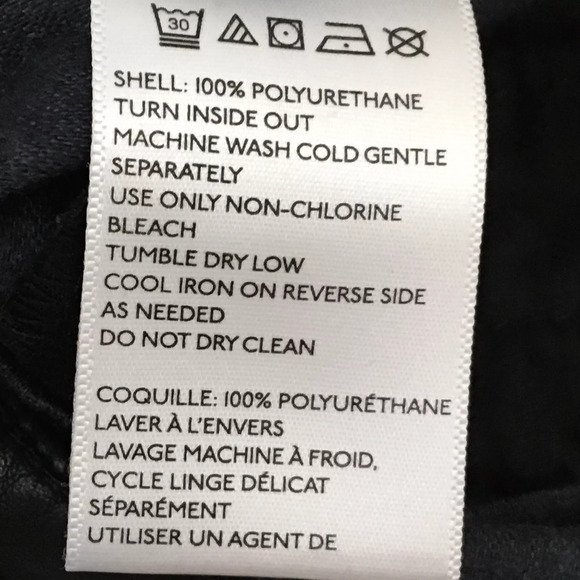 30
SHELL: 100% POLYURETHANE
TURN INSIDE OUT
MACHINE WASH COLD GENTLE
SEPARATELY
USE ONLY NON-CHLORINE
BLEACH
TUMBLE DRY LOW
COOL IRON ON REVERSE SIDE
AS NEEDED
DO NOT DRY CLEAN
COQUILLE: 100% POLYURÉTHANE
LAVER À L'ENVERS
LAVAGE MACHINE À FROID,
CYCLE LINGE DÉLICAT
SÉPARÉMENT
UTILISER UN AGENT DE